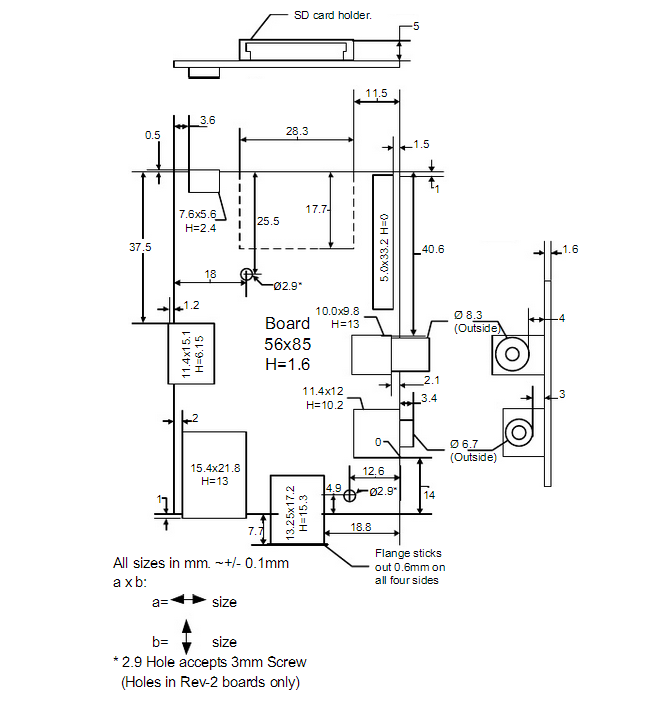 SD card holder.
5
11.5
3.6
28.3
0.5
1.5
1
7.6x5.6
H=2.4
25.5
17.7
5.0x33.2 H=0
37.5
40.6
1.6
18
Ø2.9*
1.2
10.0x9.8
H=13
Ø 8.3
(Outside)
4
Board
56x85
H=1.6
11.4x15.1
H=6.15
2.1
11.4x12
H=10.2
3.4
3
2
0
Ø 6.7
(Outside)
15.4x21.8
H=13
12.6
4.9
Ø2.9*
14
1
13.25x17.2
H=15.3
7.7
18.8
Flange sticks
out 0.6mm on
all four sides
All sizes in mm. ~+/- 0.1mm
a x b:
a= size
b= size
* 2.9 Hole accepts 3mm Screw
(Holes in Rev-2 boards only)